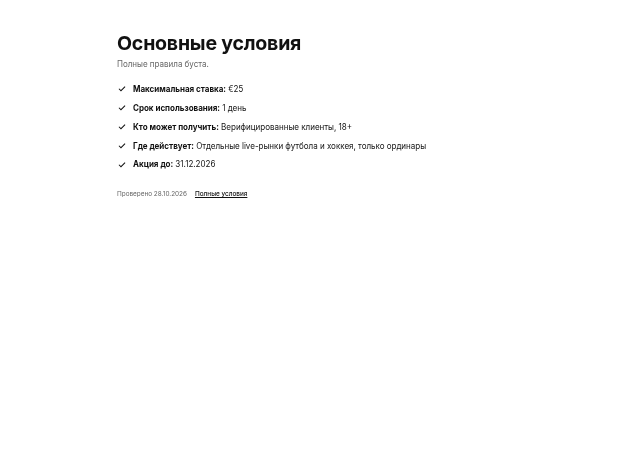 Основные условия
Полные правила буста.
Максимальная ставка: €25
Срок использования: 1 день
Кто может получить: Верифицированные клиенты, 18+
Где действует: Отдельные live-рынки футбола и хоккея, только ординары
Акция до: 31.12.2026
Проверено 28.10.2026 Полные условия